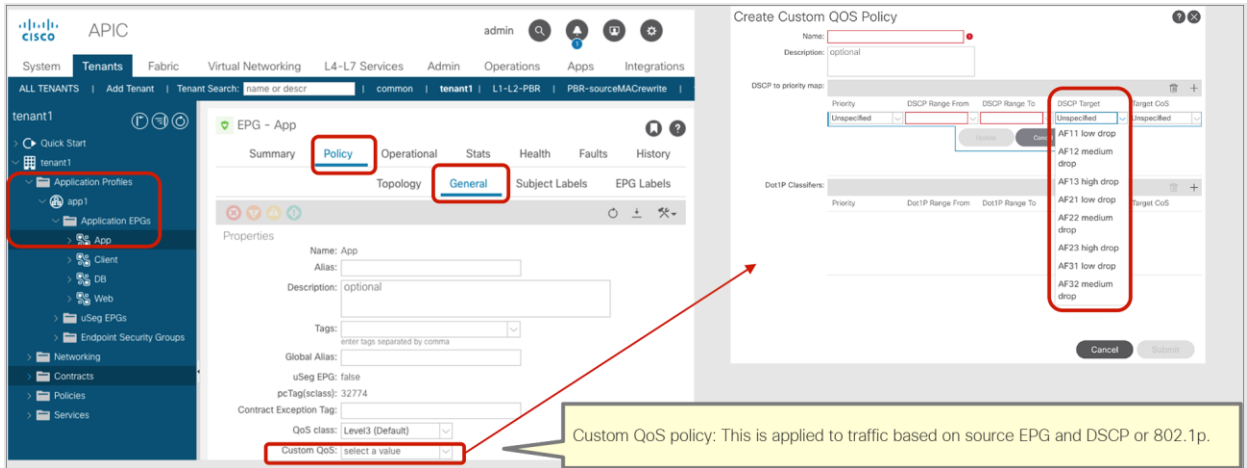 CISCO
APIC
admin
1
System Tenants Fabric Virtual Networking L4-L7 Services Admin Operations Apps Integrations
ALL TENANTS | Add Tenant | Tenant Search: name or descr | common | tenant1 | L1-L2-PBR | PBR-sourceMACrewrite |
tenant1
Quick Start
tenant1
Application Profiles
app1
Application EPGs
App
Client
DB
Web
uSeg EPGs
Endpoint Security Groups
Networking
Contracts
Policies
Services
EPG - App
Summary Policy Operational Stats Health Faults History
Topology General Subject Labels EPG Labels
Properties
Name: App
Alias:
Description: optional
Tags:
enter tags separated by comma
Global Alias:
uSeg EPG: false
pcTag(sclass): 32774
Contract Exception Tag:
QoS class: Level3 (Default)
Custom QoS: select a value
Create Custom QOS Policy
Name:
Description: optional
DSCP to priority map:
Priority DSCP Range From DSCP Range To DSCP Target Target CoS
Unspecified Unspecified Unspecified
AF11 low drop
AF12 medium
drop
AF13 high drop
AF21 low drop
AF22 medium
drop
AF23 high drop
AF31 low drop
AF32 medium
drop
Dot1P Classifiers:
Priority Dot1P Range From Dot1P Range To Target CoS
Cancel Submit
Custom QoS policy: This is applied to traffic based on source EPG and DSCP or 802.1p.